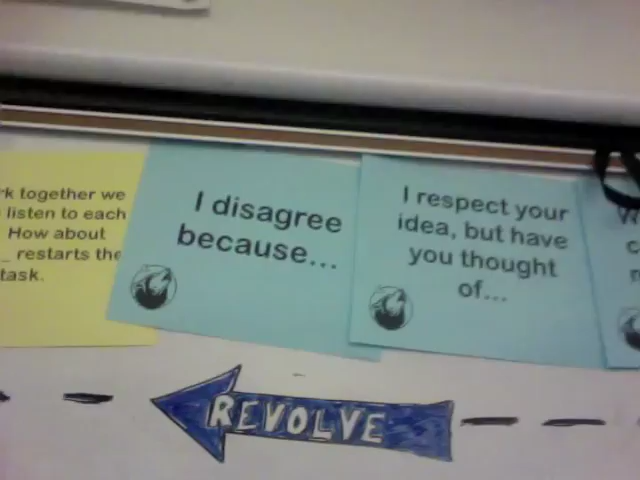 together we
listen to each
How about
_ restarts the
task.
I disagree
because...
I respect your
idea, but have
you thought
of...
REVOLVE